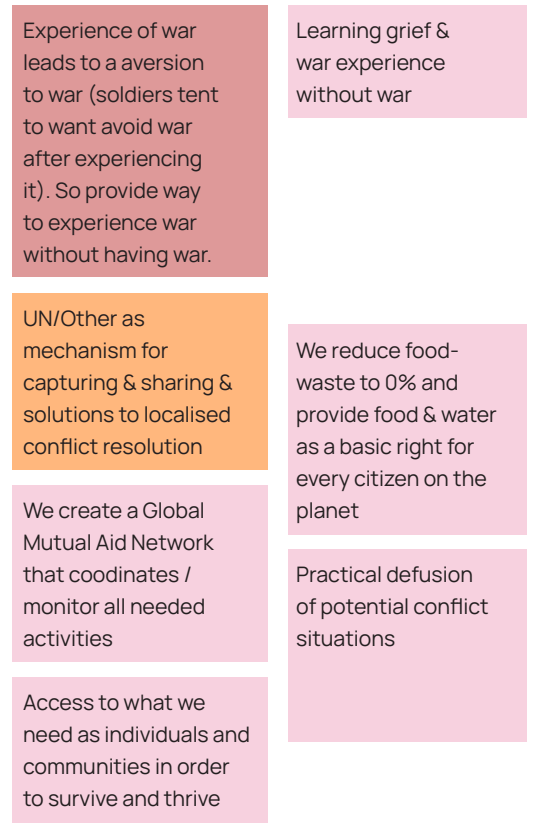 Experience of war
leads to a aversion
to war (soldiers tent
to want avoid war
after experiencing
it). So provide way
to experience war
without having war.
UN/Other as
mechanism for
capturing & sharing &
solutions to localised
conflict resolution
We create a Global
Mutual Aid Network
that coodinates /
monitor all needed
activities
Access to what we
need as individuals and
communities in order
to survive and thrive
Learning grief &
war experience
without war
We reduce food-
waste to 0% and
provide food & water
as a basic right for
every citizen on the
planet
Practical defusion
of potential conflict
situations